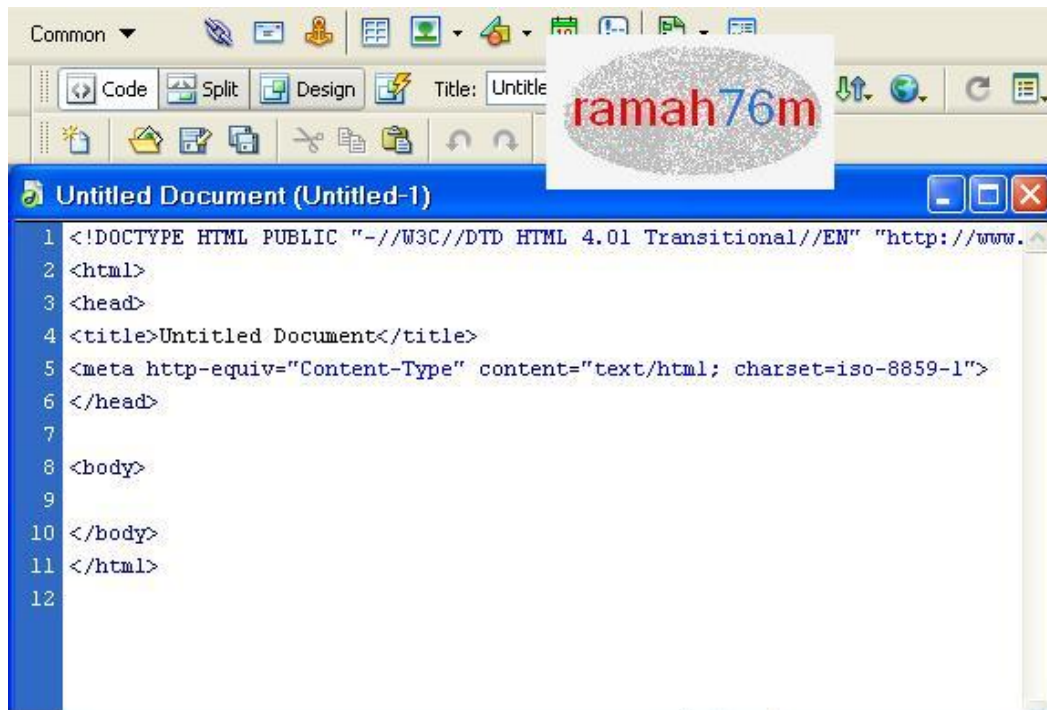 Common
Code Split Design Title: Untitle
ramah76m
Untitled Document (Untitled-1)
1 <!DOCTYPE HTML PUBLIC "-//W3C//DTD HTML 4.01 Transitional//EN" "http://www.
2 <html>
3 <head>
4 <title>Untitled Document</title>
5 <meta http-equiv="Content-Type" content="text/html; charset=iso-8859-1">
6 </head>
7
8 <body>
9
10 </body>
11 </html>
12